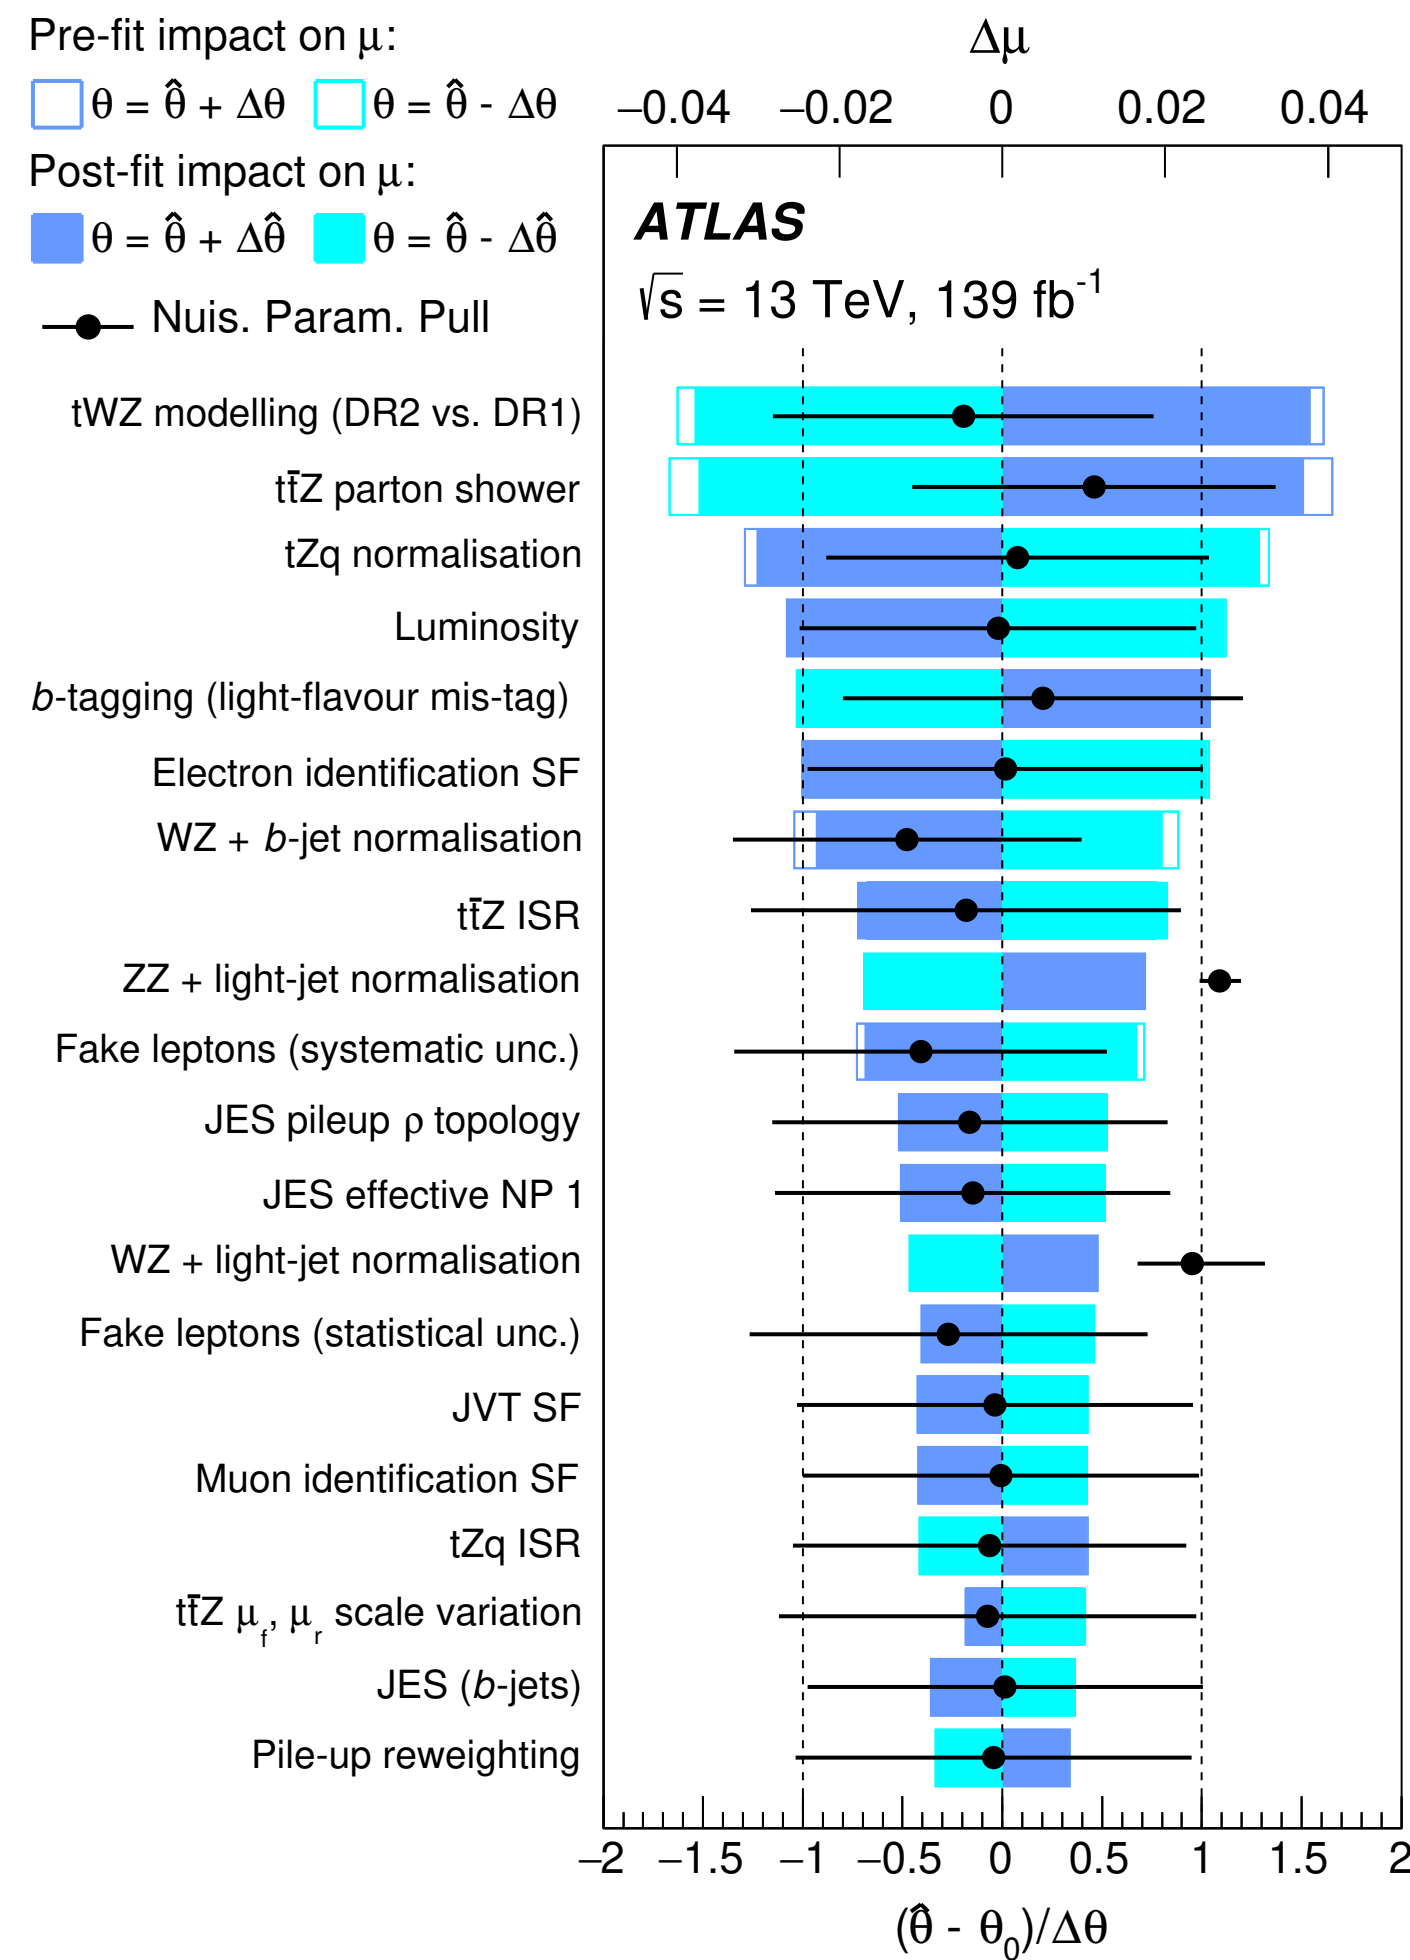 Pre-fit impact on μ:
θ = θ̂ + Δθ θ = θ̂ - Δθ
Post-fit impact on μ:
θ = θ̂ + Δθ̂ θ = θ̂ - Δθ̂
Nuis. Param. Pull
Δμ
−0.04 −0.02 0 0.02 0.04
ATLAS
√s = 13 TeV, 139 fb⁻¹
tWZ modelling (DR2 vs. DR1)
tt̄Z parton shower
tZq normalisation
Luminosity
b-tagging (light-flavour mis-tag)
Electron identification SF
WZ + b-jet normalisation
tt̄Z ISR
ZZ + light-jet normalisation
Fake leptons (systematic unc.)
JES pileup ρ topology
JES effective NP 1
WZ + light-jet normalisation
Fake leptons (statistical unc.)
JVT SF
Muon identification SF
tZq ISR
tt̄Z μ_f, μ_r scale variation
JES (b-jets)
Pile-up reweighting
−2 −1.5 −1 −0.5 0 0.5 1 1.5 2
(θ̂ - θ₀)/Δθ